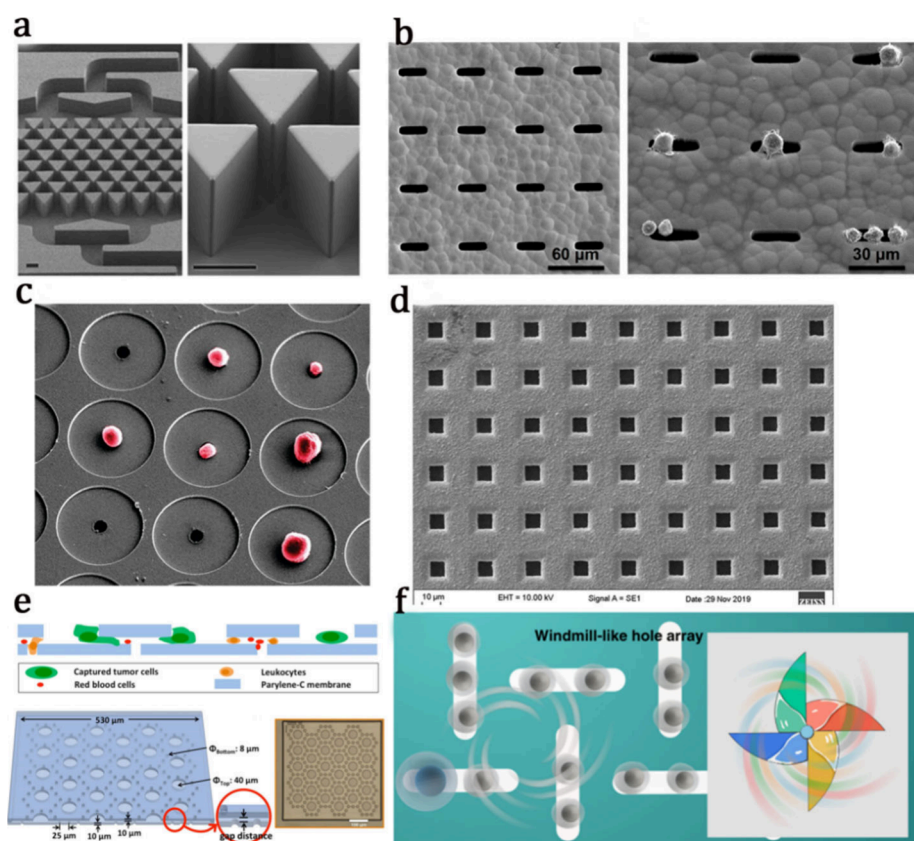 a
b
60 µm
30 µm
c
d
10 µm
EHT = 10.00 kV
Signal A = SE1
Date :29 Nov 2019
ZEISS
e
Captured tumor cells
Leukocytes
Red blood cells
Parylene-C membrane
530 µm
ΦBottom: 8 µm
ΦTop: 40 µm
25 µm
10 µm
10 µm
gap distance
f
Windmill-like hole array